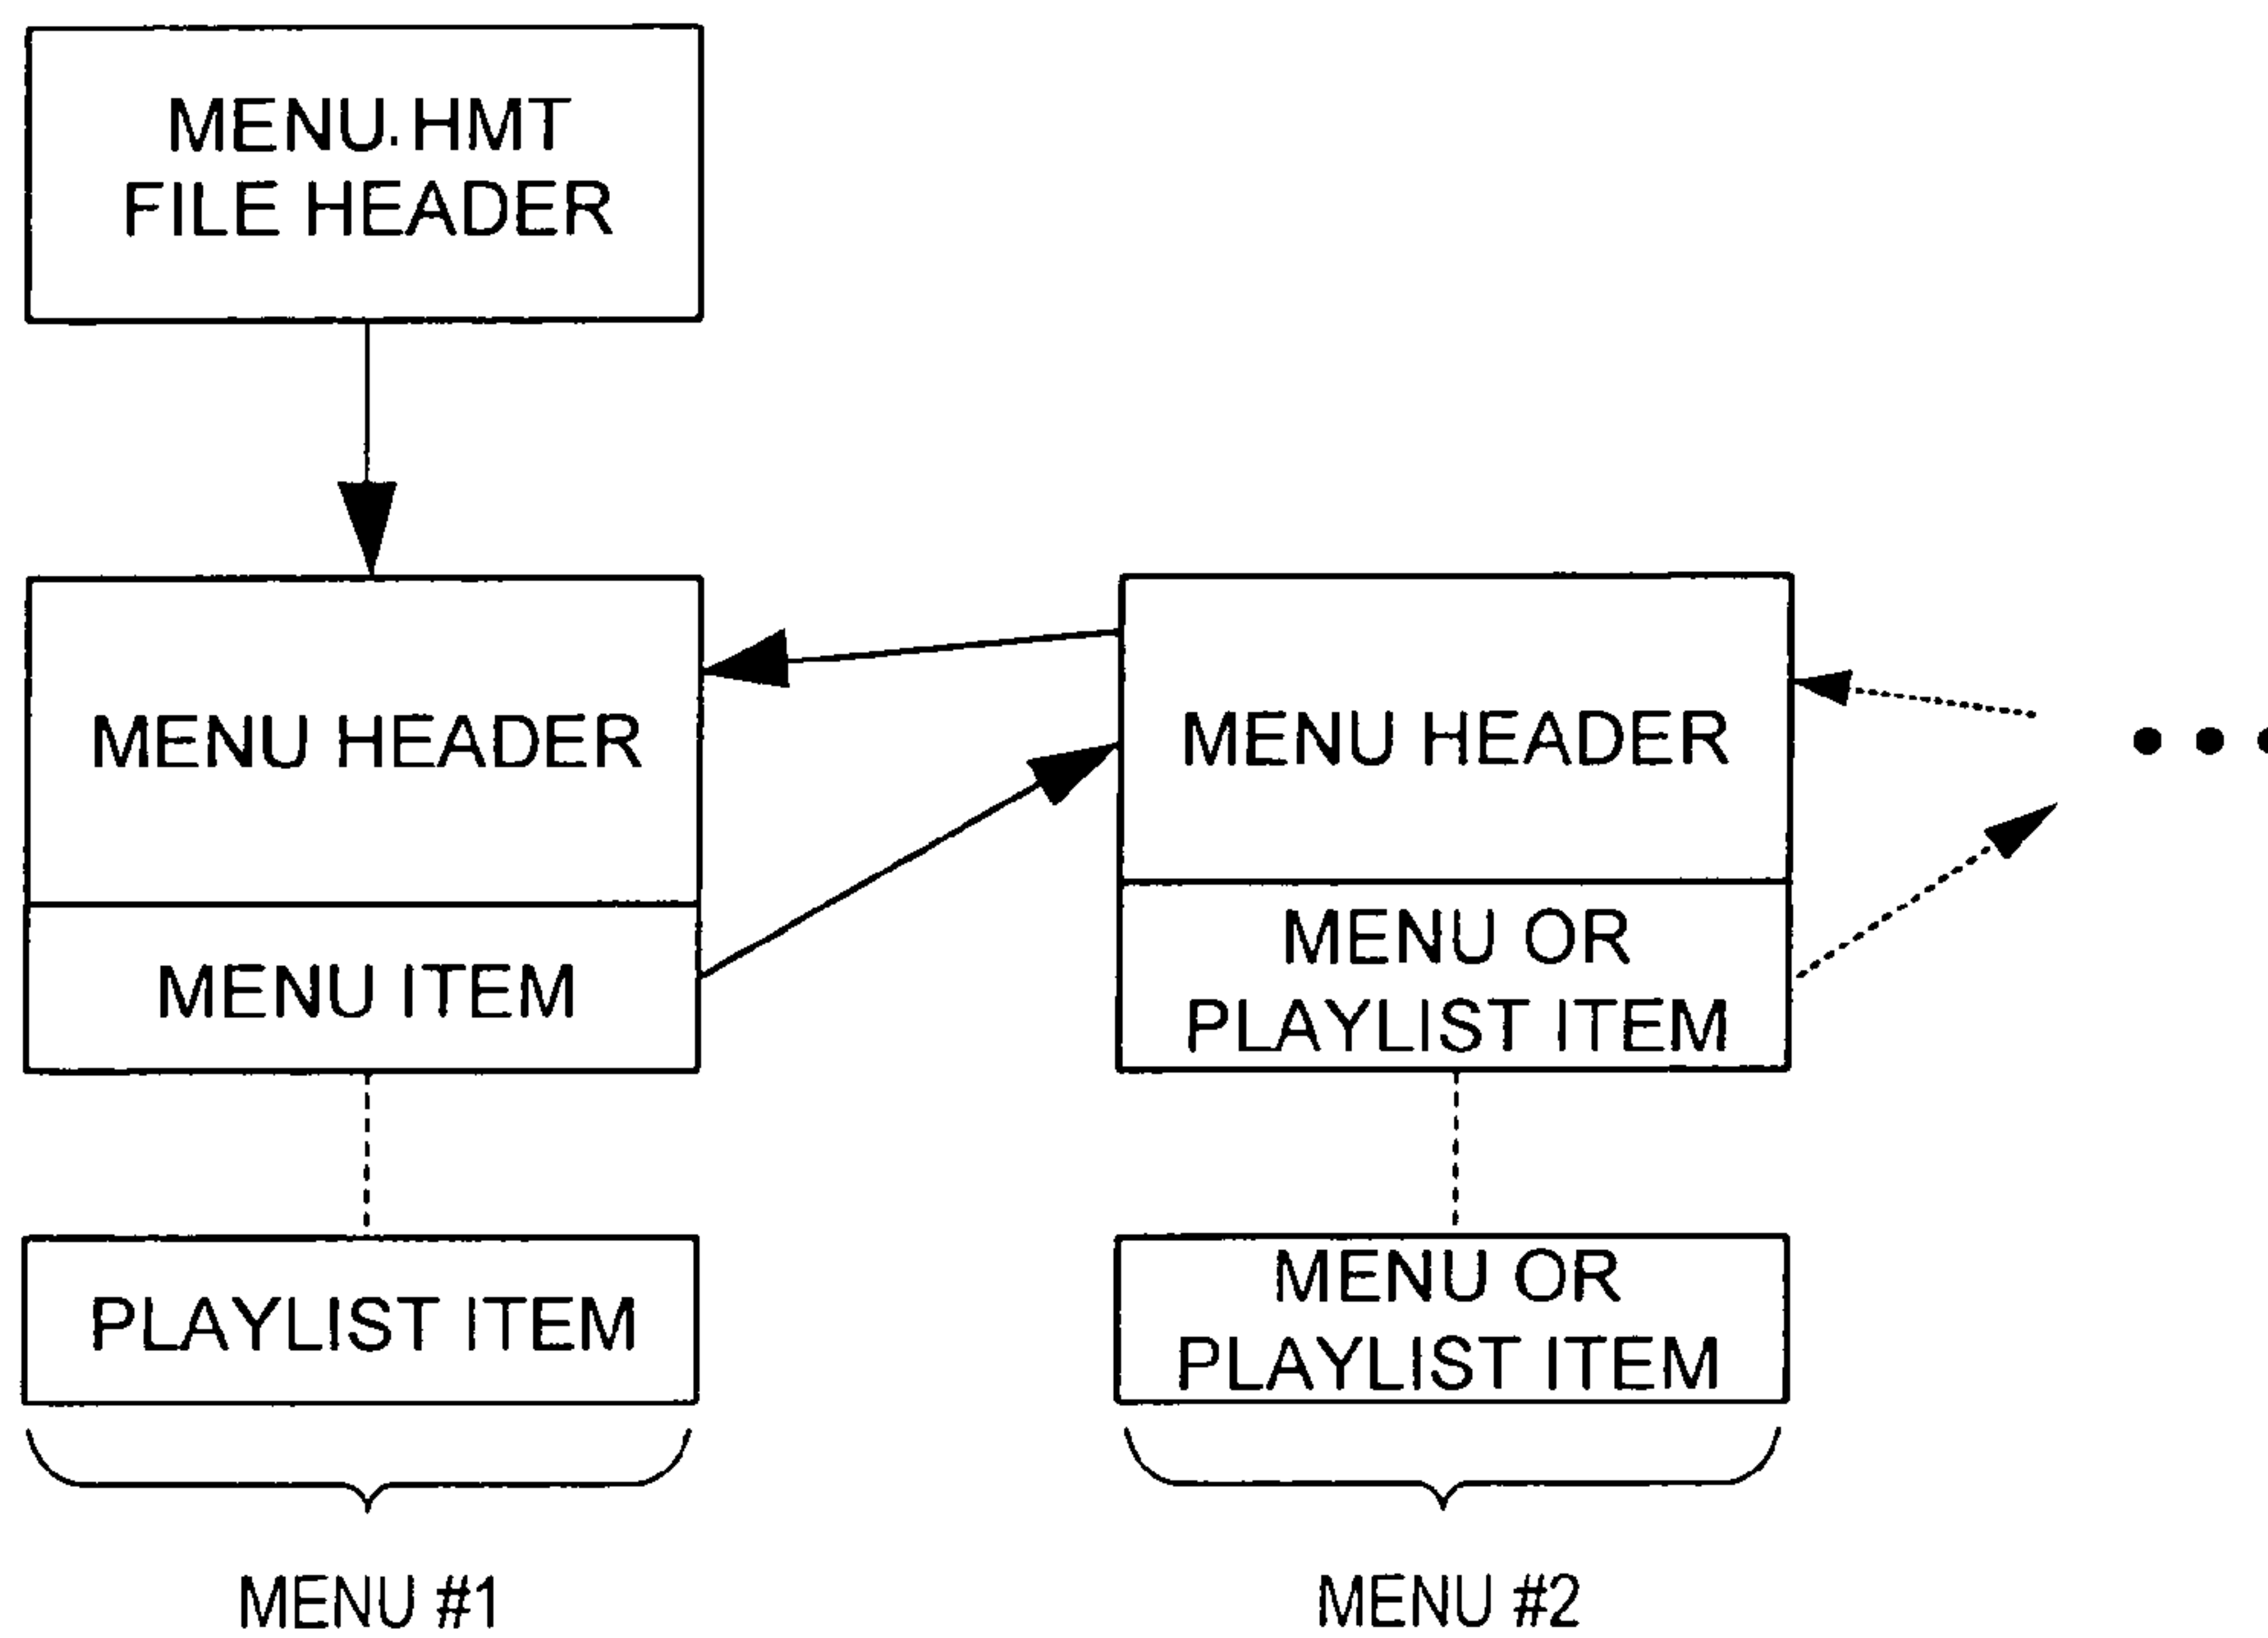 MENU.HMT
FILE HEADER
MENU HEADER
MENU ITEM
PLAYLIST ITEM
MENU #1
MENU HEADER
MENU OR
PLAYLIST ITEM
MENU OR
PLAYLIST ITEM
MENU #2